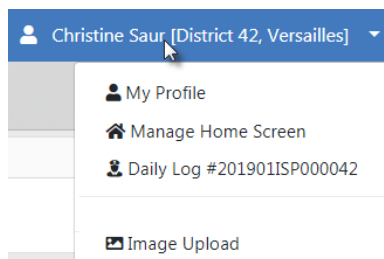 Christine Saur [District 42, Versailles]
My Profile
Manage Home Screen
Daily Log #201901ISP000042
Image Upload